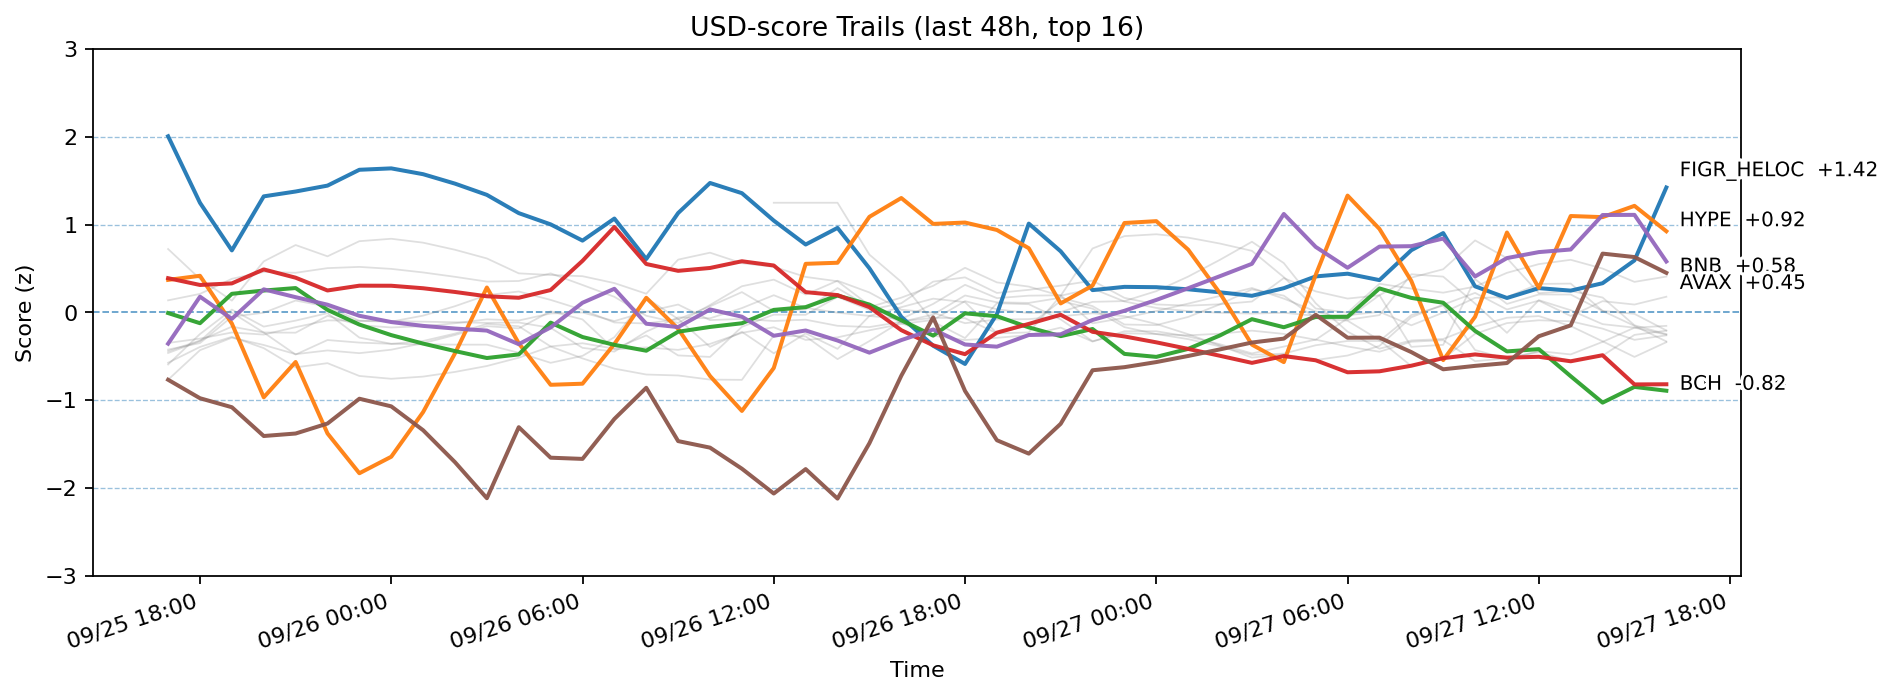 USD-score Trails (last 48h, top 16)
Score (z)
3
2
1
0
−1
−2
−3
FIGR_HELOC +1.42
HYPE +0.92
BNB +0.58
AVAX +0.45
BCH -0.82
09/25 18:00
09/26 00:00
09/26 06:00
09/26 12:00
09/26 18:00
09/27 00:00
09/27 06:00
09/27 12:00
09/27 18:00
Time